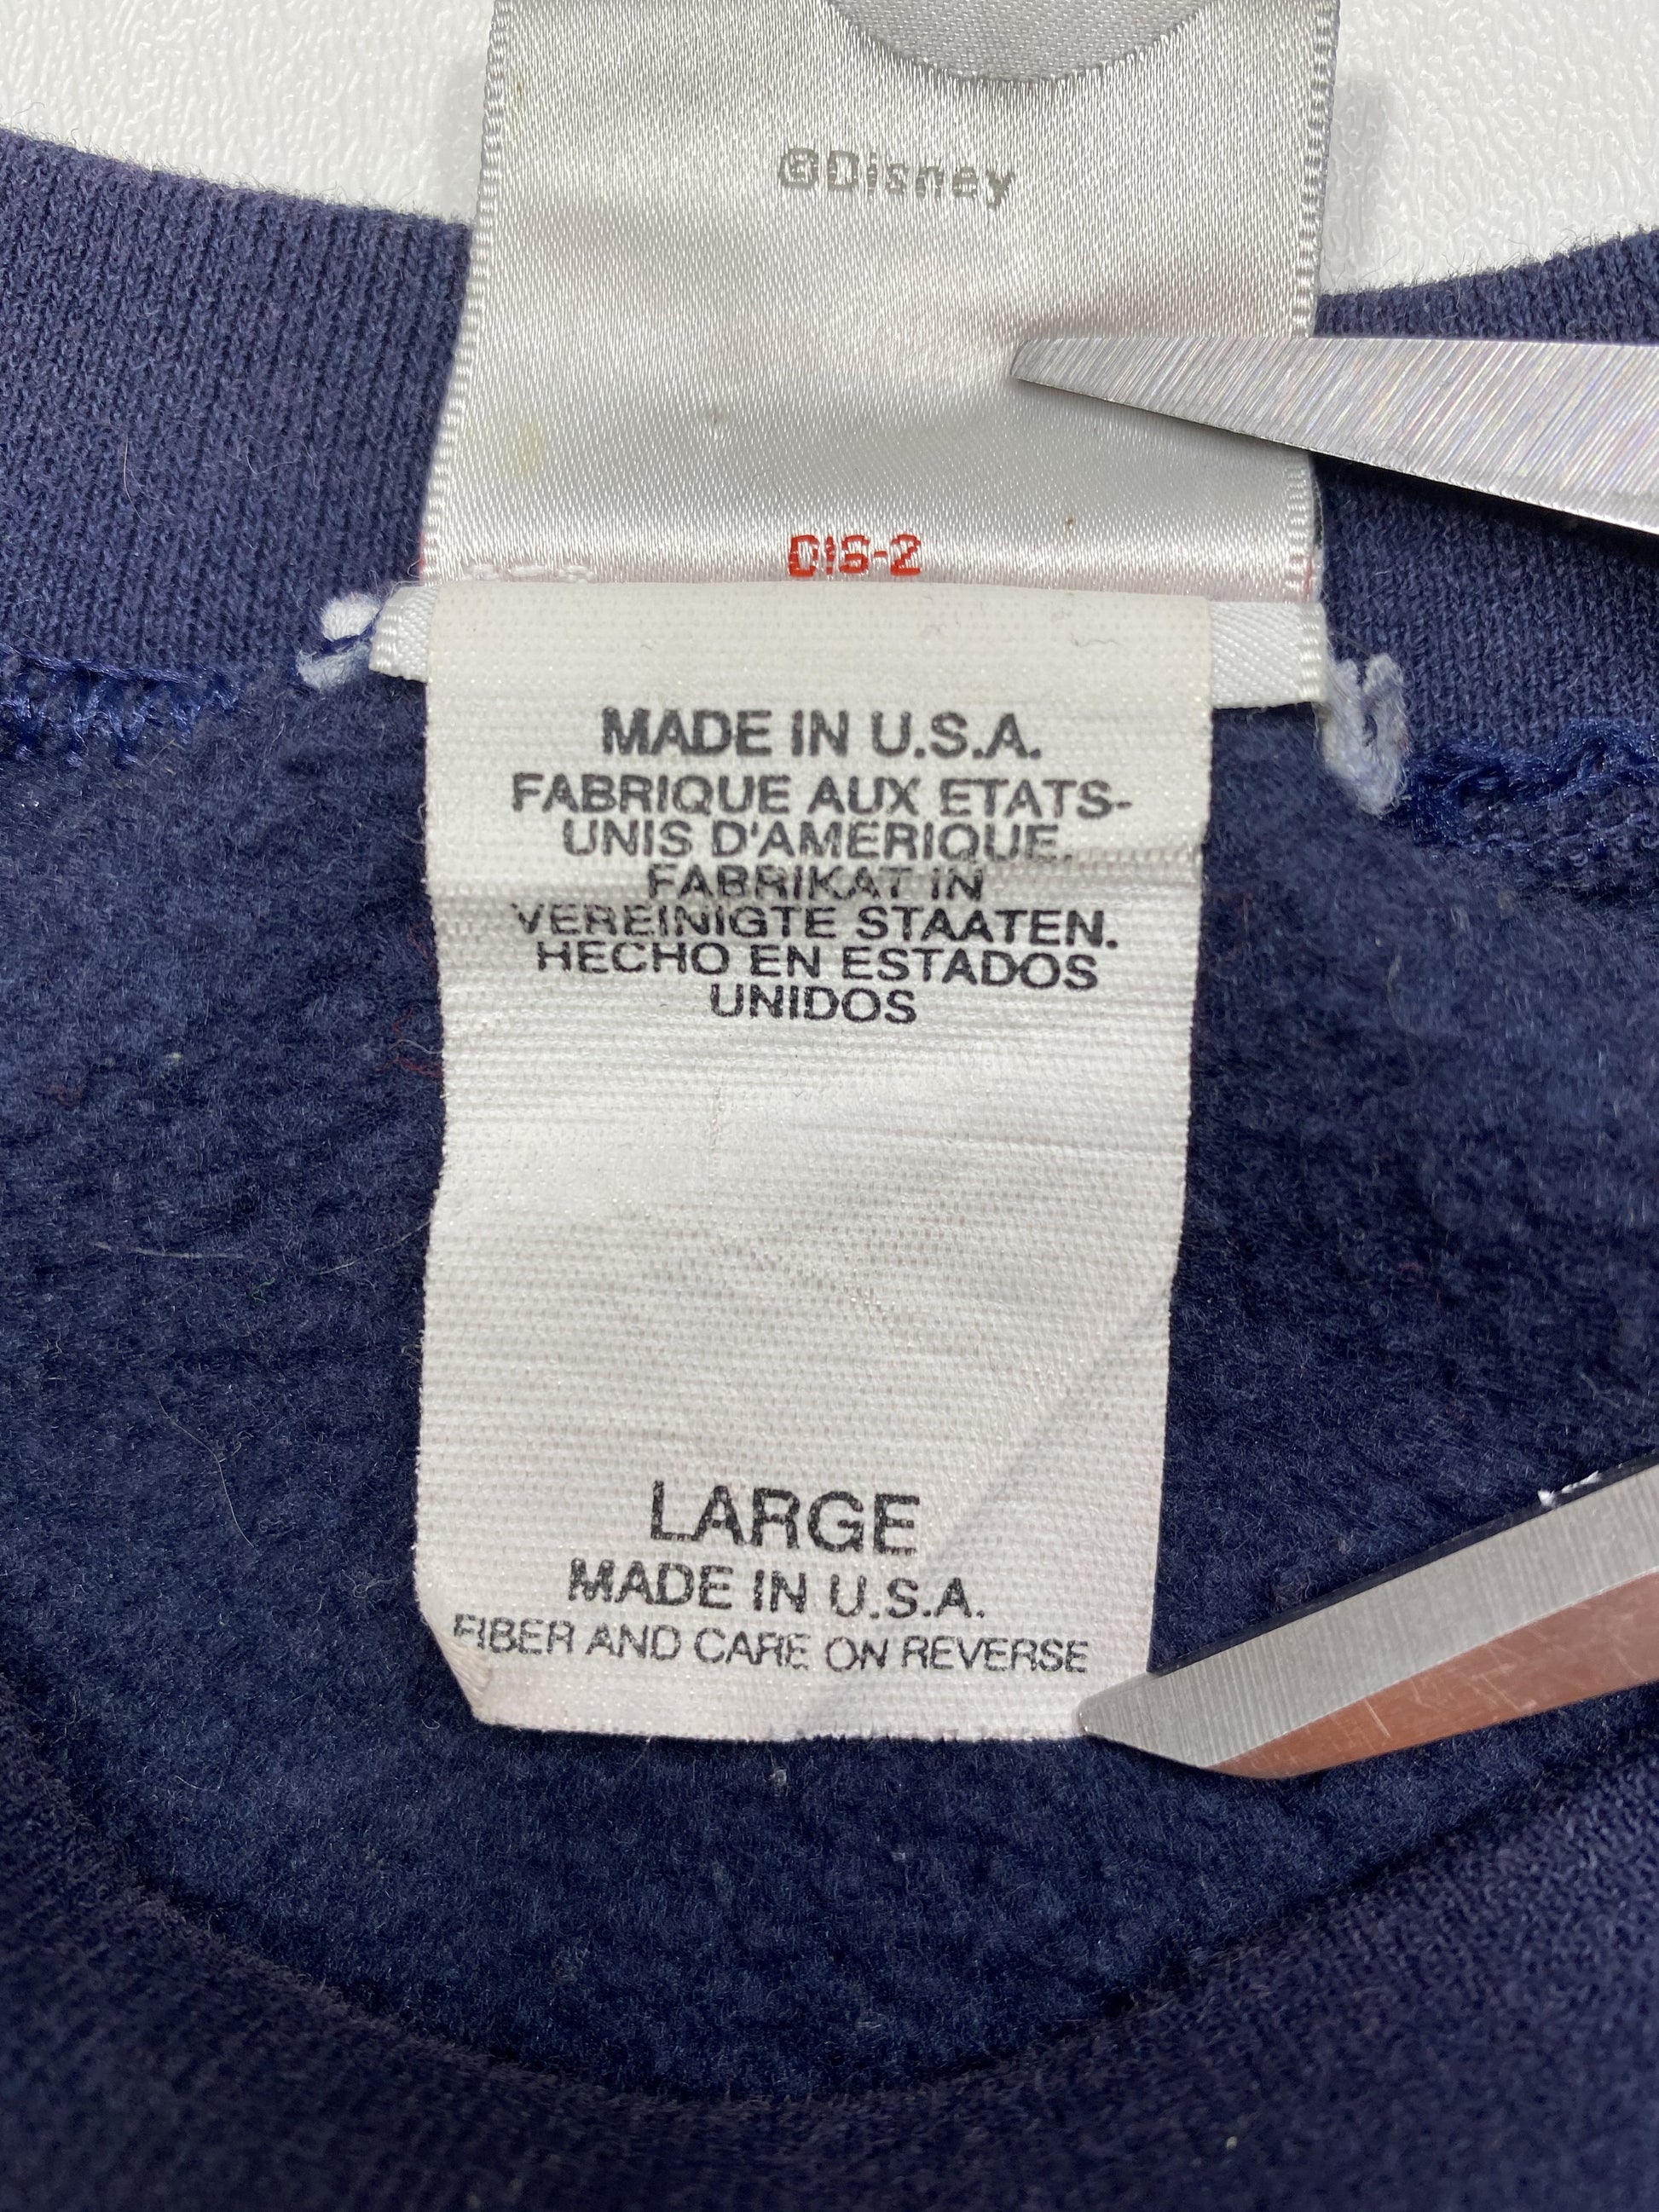 ©Disney
DIS-2
MADE IN U.S.A.
FABRIQUE AUX ETATS-
UNIS D'AMERIQUE.
FABRIKAT IN
VEREINIGTE STAATEN.
HECHO EN ESTADOS
UNIDOS
LARGE
MADE IN U.S.A.
FIBER AND CARE ON REVERSE